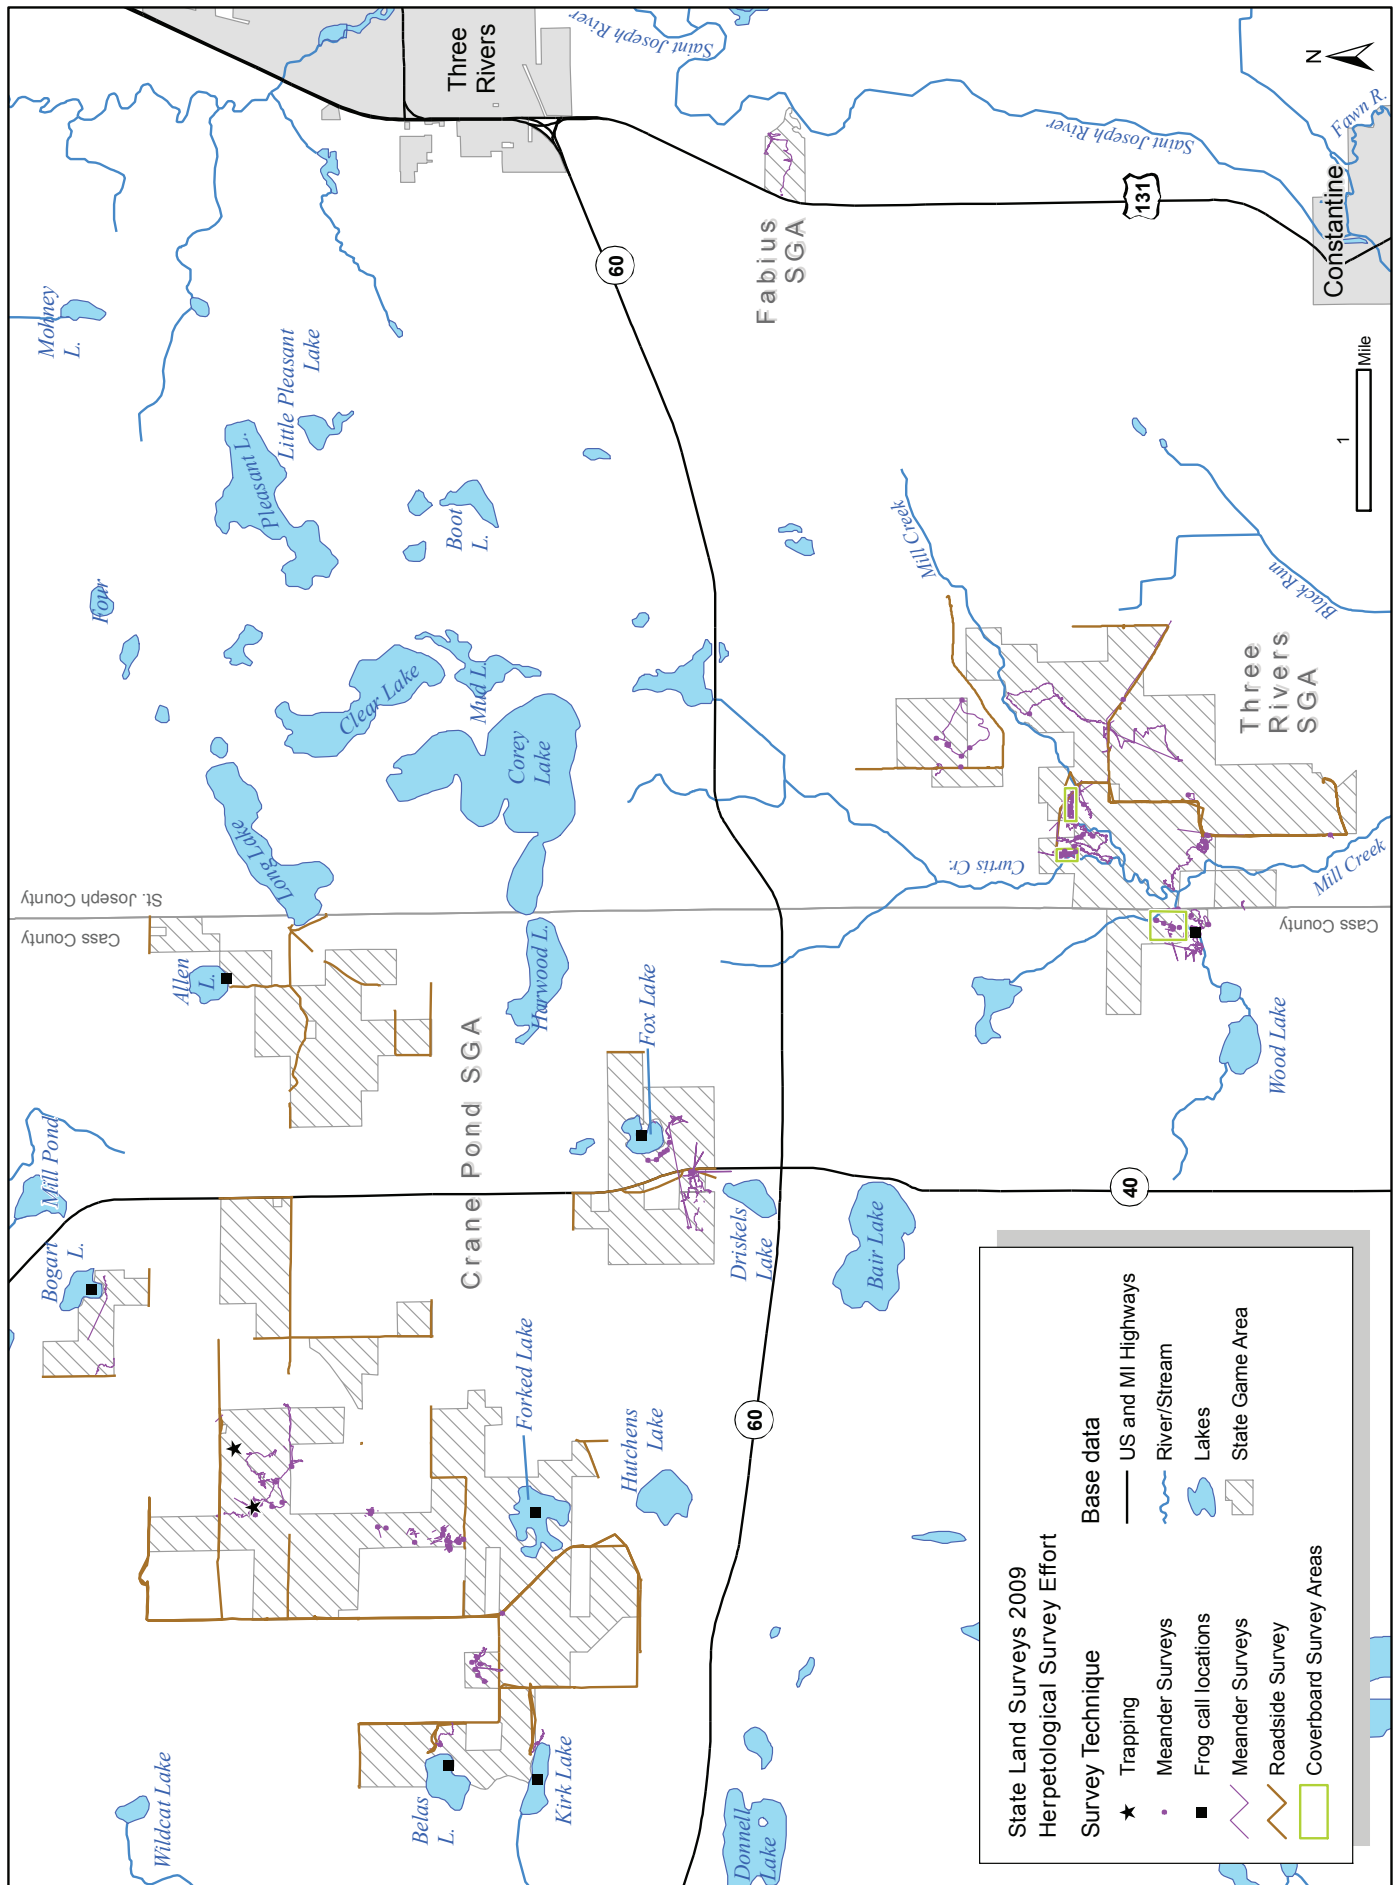 Wildcat Lake
Belas
L.
Kirk Lake
Donnell
Lake
Bogart
L.
Mill Pond
Forked Lake
Hutchens
Lake
60
Crane Pond SGA
Driskels
Lake
Bair Lake
40
Allen
L.
Fox Lake
Harwood L.
Wood Lake
Cass County
St. Joseph County
Cass County
Long Lake
Clear Lake
Mud L.
Corey
Lake
Four
Pleasant L.
Little Pleasant
Lake
Boot
L.
Mohney
L.
Curtis Cr.
Mill Creek
Mill Creek
Black Run
Three
Rivers
SGA
60
Fabius
SGA
131
Three
Rivers
Saint Joseph River
Saint Joseph River
Saint Joseph River
Constantine
Fawn R.
N
1
Mile
State Land Surveys 2009
Herpetological Survey Effort
Survey Technique
Trapping
Meander Surveys
Frog call locations
Meander Surveys
Roadside Survey
Coverboard Survey Areas
Base data
US and MI Highways
River/Stream
Lakes
State Game Area